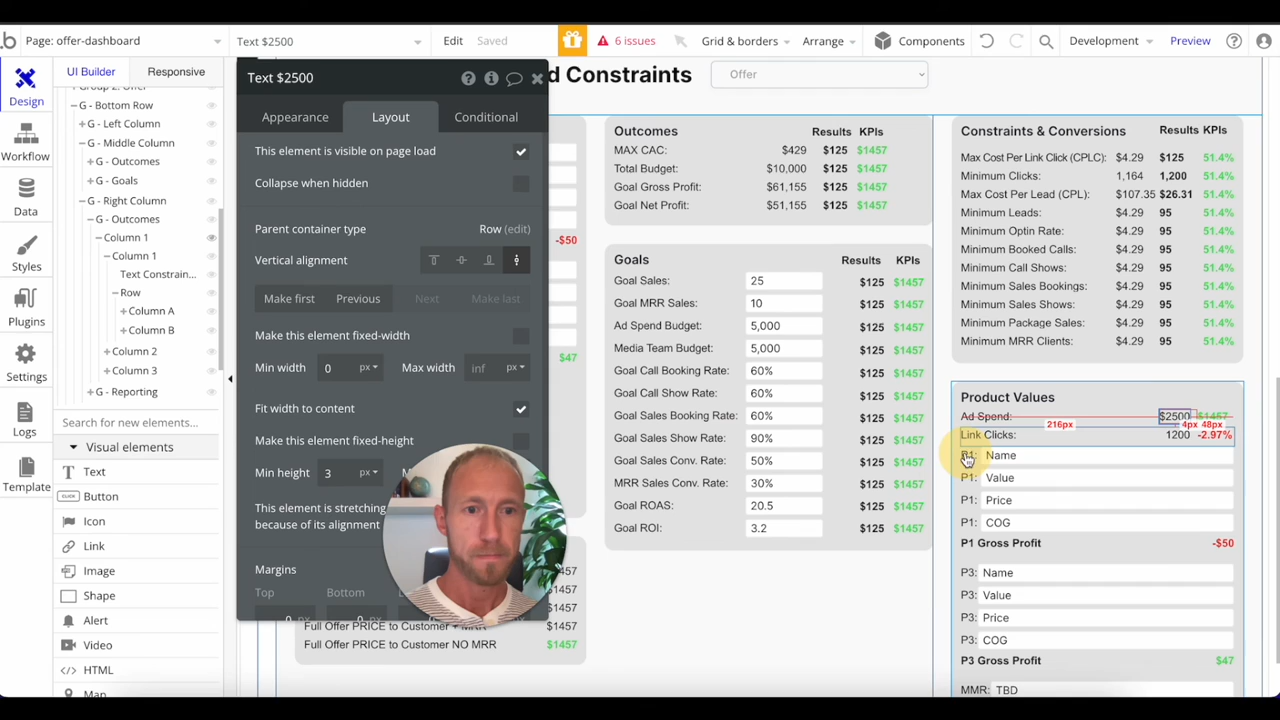 Page: offer-dashboard
Text $2500
Edit
Saved
6 issues
Grid & borders
Arrange
Components
Development
Preview
Design
Workflow
Data
Styles
Plugins
Settings
Logs
Template
UI Builder
Responsive
G - Bottom Row
G - Left Column
G - Middle Column
G - Outcomes
G - Goals
G - Right Column
G - Outcomes
Column 1
Column 1
Text Constrain...
Row
Column A
Column B
Column 2
Column 3
G - Reporting
Search for new elements...
Visual elements
Text
Button
CLICK
Icon
Link
Image
Shape
Alert
Video
HTML
Map
Text $2500
Appearance
Layout
Conditional
This element is visible on page load
Collapse when hidden
Parent container type Row (edit)
Vertical alignment
Make first Previous Next Make last
Make this element fixed-width
Min width 0 px Max width inf px
Fit width to content
Make this element fixed-height
Min height 3 px
This element is stretching
because of its alignment
Margins
Top Bottom
d Constraints
Offer
-$50
$47
$1457
Full Offer PRICE to Customer + MRR $1457
Full Offer PRICE to Customer NO MRR $1457
Outcomes Results KPIs
MAX CAC: $429 $125 $1457
Total Budget: $10,000 $125 $1457
Goal Gross Profit: $61,155 $125 $1457
Goal Net Profit: $51,155 $125 $1457
Goals Results KPIs
Goal Sales: 25 $125 $1457
Goal MRR Sales: 10 $125 $1457
Ad Spend Budget: 5,000 $125 $1457
Media Team Budget: 5,000 $125 $1457
Goal Call Booking Rate: 60% $125 $1457
Goal Call Show Rate: 60% $125 $1457
Goal Sales Booking Rate: 60% $125 $1457
Goal Sales Show Rate: 90% $125 $1457
Goal Sales Conv. Rate: 50% $125 $1457
MRR Sales Conv. Rate: 30% $125 $1457
Goal ROAS: 20.5 $125 $1457
Goal ROI: 3.2 $125 $1457
Constraints & Conversions Results KPIs
Max Cost Per Link Click (CPLC): $4.29 $125 51.4%
Minimum Clicks: 1,164 1,200 51.4%
Max Cost Per Lead (CPL) $107.35 $26.31 51.4%
Minimum Leads: $4.29 95 51.4%
Minimum Optin Rate: $4.29 95 51.4%
Minimum Booked Calls: $4.29 95 51.4%
Minimum Call Shows: $4.29 95 51.4%
Minimum Sales Bookings: $4.29 95 51.4%
Minimum Sales Shows: $4.29 95 51.4%
Minimum Package Sales: $4.29 95 51.4%
Minimum MRR Clients: $4.29 95 51.4%
Product Values
Ad Spend: $2500 $1457
216px 4px 48px
Link Clicks: 1200 -2.97%
P1: Name
P1: Value
P1: Price
P1: COG
P1 Gross Profit -$50
P3: Name
P3: Value
P3: Price
P3: COG
P3 Gross Profit $47
MMR: TBD